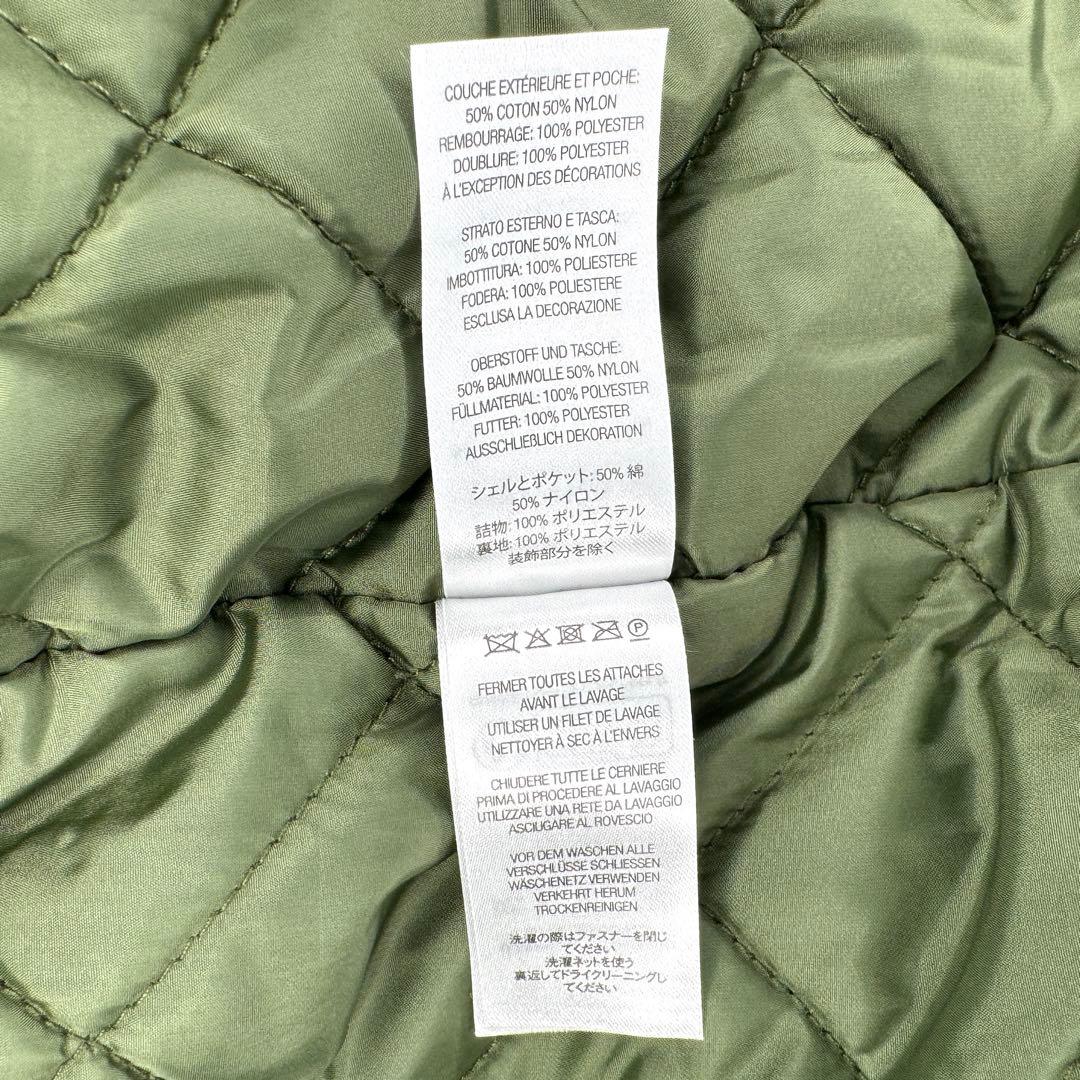 COUCHE EXTÉRIEURE ET POCHE:
50% COTON 50% NYLON
REMBOURRAGE: 100% POLYESTER
DOUBLURE: 100% POLYESTER
À L'EXCEPTION DES DÉCORATIONS
STRATO ESTERNO E TASCA:
50% COTONE 50% NYLON
IMBOTTITURA: 100% POLIESTERE
FODERA: 100% POLIESTERE
ESCLUSA LA DECORAZIONE
OBERSTOFF UND TASCHE:
50% BAUMWOLLE 50% NYLON
FÜLLMATERIAL: 100% POLYESTER
FUTTER: 100% POLYESTER
AUSSCHLIEßLICH DEKORATION
シェルとポケット: 50% 綿
50% ナイロン
詰物: 100% ポリエステル
裏地: 100% ポリエステル
装飾部分を除く
P
FERMER TOUTES LES ATTACHES
AVANT LE LAVAGE
UTILISER UN FILET DE LAVAGE
NETTOYER À SEC À L'ENVERS
CHIUDERE TUTTE LE CERNIERE
PRIMA DI PROCEDERE AL LAVAGGIO
UTILIZZARE UNA RETE DA LAVAGGIO
ASCIUGARE AL ROVESCIO
VOR DEM WASCHEN ALLE
VERSCHLÜSSE SCHLIESSEN
WÄSCHENETZ VERWENDEN
VERKEHRT HERUM
TROCKENREINIGEN
洗濯の際はファスナーを閉じ
てください
洗濯ネットを使う
裏返してドライクリーニングし
てください